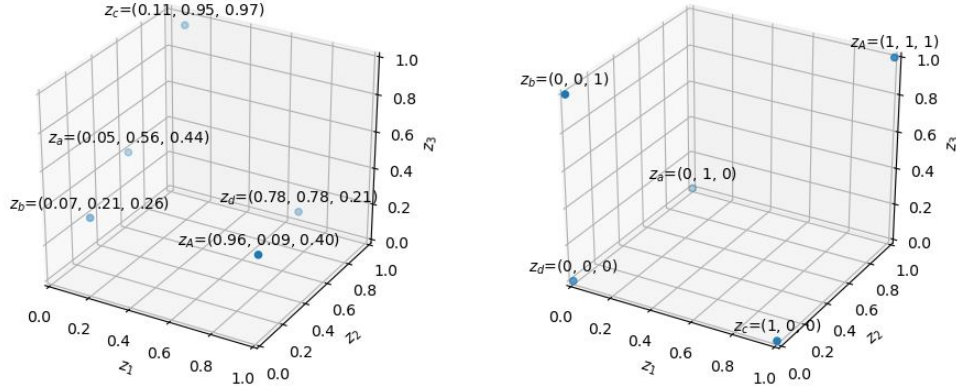 z_c=(0.11, 0.95, 0.97)
z_a=(0.05, 0.56, 0.44)
z_b=(0.07, 0.21, 0.26)
z_d=(0.78, 0.78, 0.21)
z_A=(0.96, 0.09, 0.40)
0.0
0.2
0.4
0.6
0.8
1.0
z_1
0.0
0.2
0.4
0.6
0.8
1.0
z_2
0.0
0.2
0.4
0.6
0.8
1.0
z_3
z_A=(1, 1, 1)
z_b=(0, 0, 1)
z_a=(0, 1, 0)
z_d=(0, 0, 0)
z_c=(1, 0, 0)
0.0
0.2
0.4
0.6
0.8
1.0
z_1
0.0
0.2
0.4
0.6
0.8
1.0
z_2
0.0
0.2
0.4
0.6
0.8
1.0
z_3